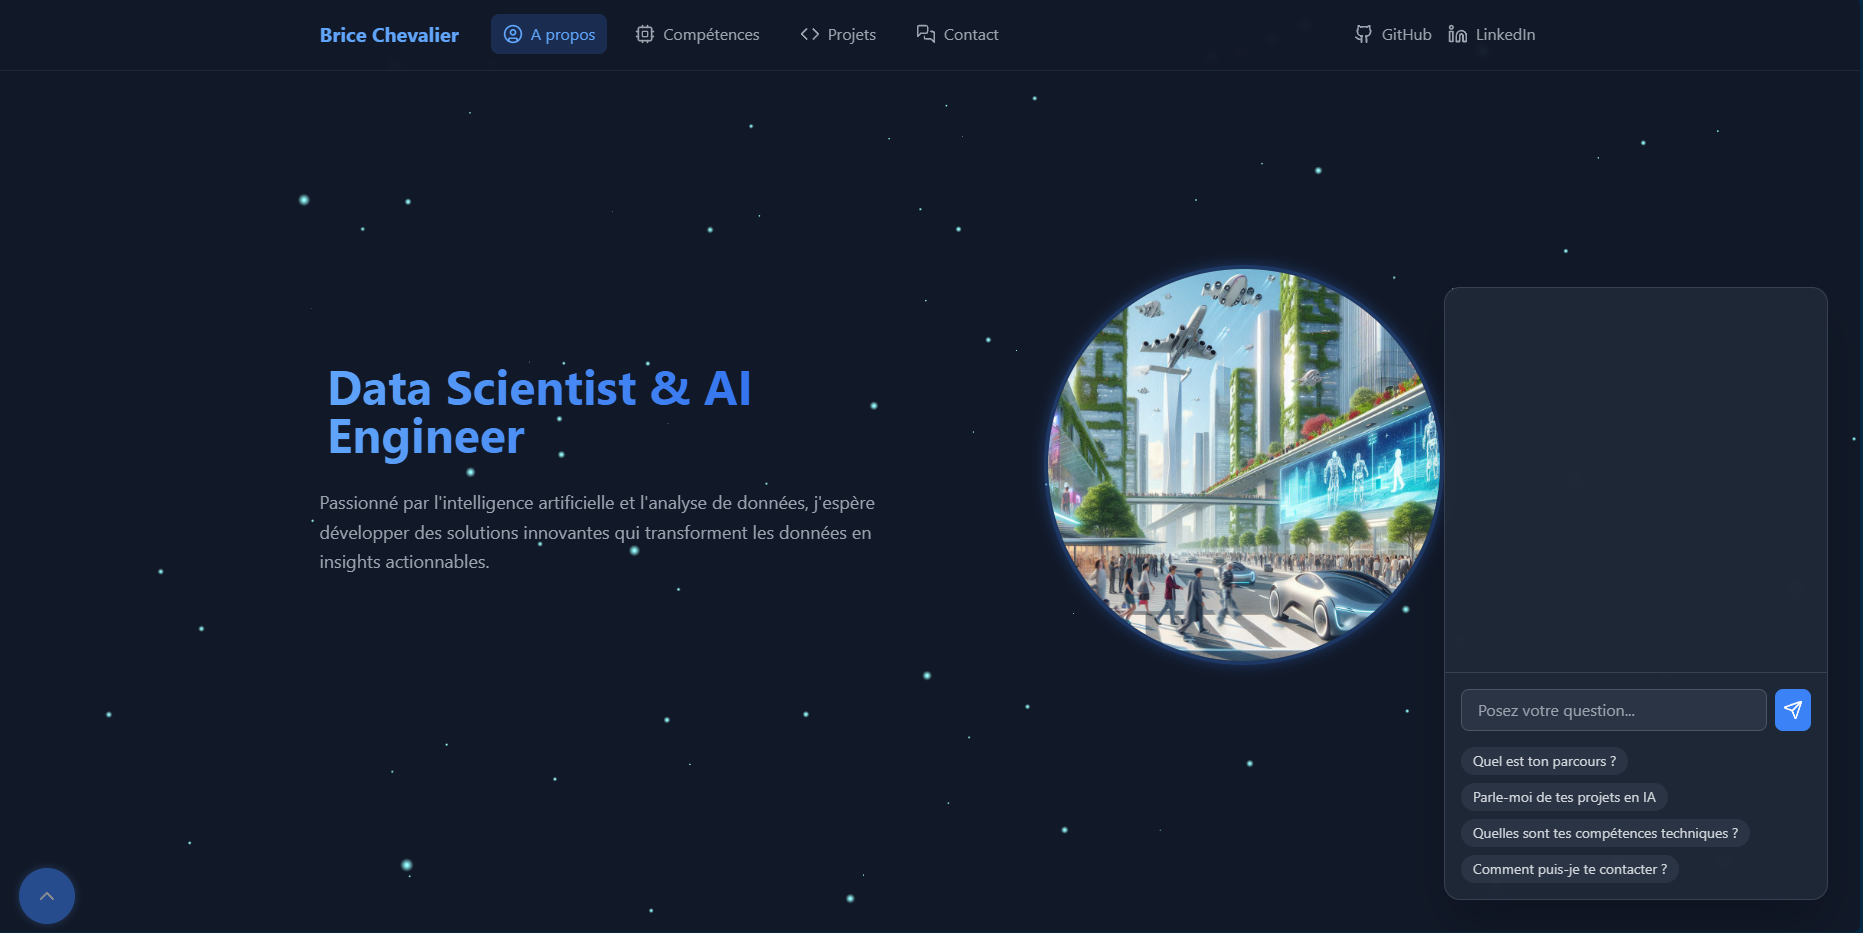 Brice Chevalier
A propos
Compétences
Projets
Contact
GitHub
LinkedIn
Data Scientist & AI
Engineer
Passionné par l'intelligence artificielle et l'analyse de données, j'espère
développer des solutions innovantes qui transforment les données en
insights actionnables.
Posez votre question...
Quel est ton parcours ?
Parle-moi de tes projets en IA
Quelles sont tes compétences techniques ?
Comment puis-je te contacter ?